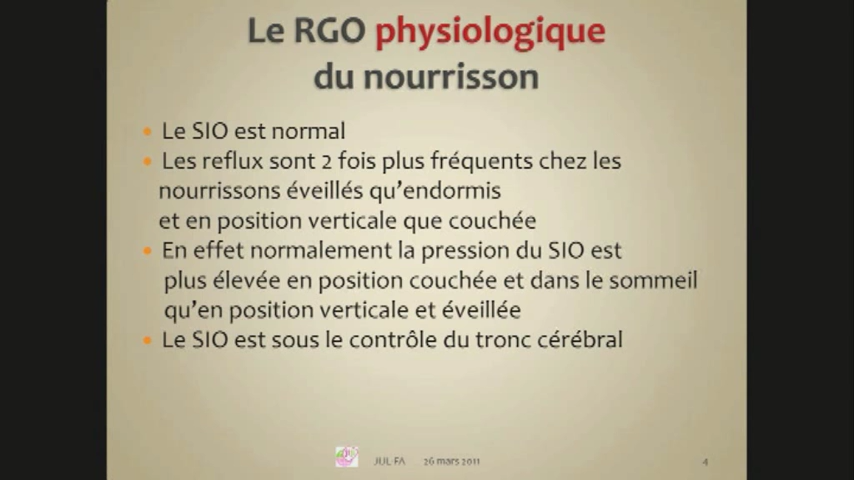 Le RGO physiologique
du nourrisson
• Le SIO est normal
• Les reflux sont 2 fois plus fréquents chez les
nourrissons éveillés qu'endormis
et en position verticale que couchée
• En effet normalement la pression du SIO est
plus élevée en position couchée et dans le sommeil
qu'en position verticale et éveillée
• Le SIO est sous le contrôle du tronc cérébral
JUL FA 26 mars 2011 4